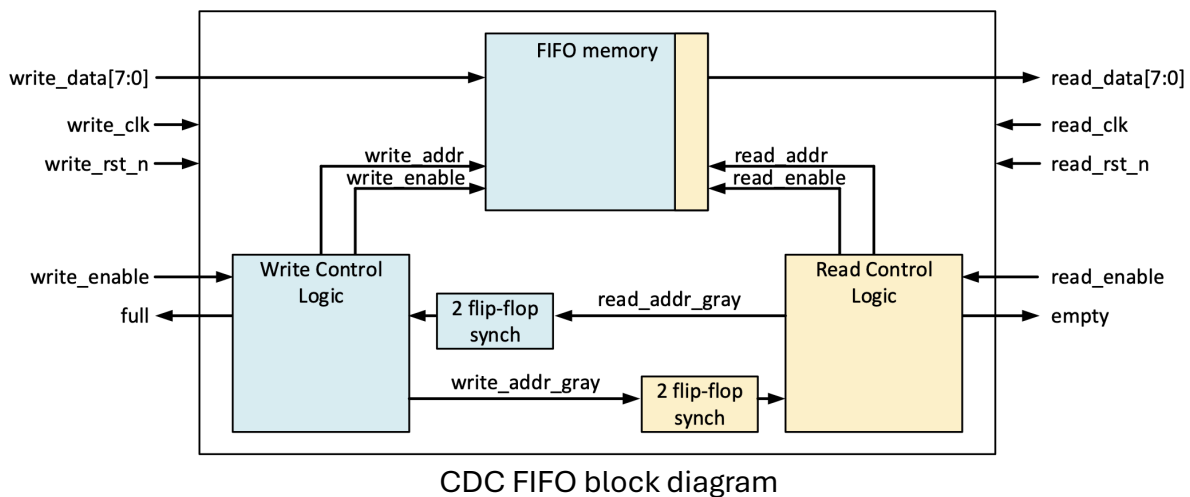 FIFO memory
write_data[7:0]
read_data[7:0]
write_clk
read_clk
write_rst_n
read_rst_n
write_addr
read_addr
write_enable
read_enable
write_enable
Write Control
Logic
Read Control
Logic
read_enable
full
2 flip-flop
synch
read_addr_gray
empty
write_addr_gray
2 flip-flop
synch
CDC FIFO block diagram